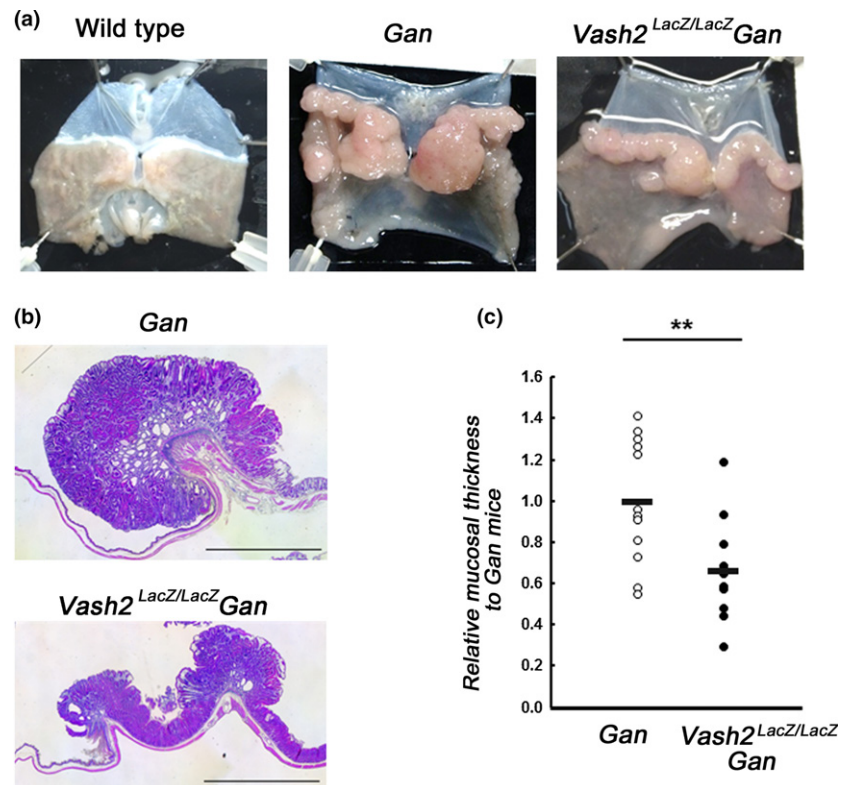 (a)
Wild type
Gan
Vash2 LacZ/LacZ Gan
(b)
Gan
Vash2 LacZ/LacZ Gan
(c)
**
Relative mucosal thickness
to Gan mice
1.6
1.4
1.2
1.0
0.8
0.6
0.4
0.2
0.0
Gan
Vash2 LacZ/LacZ
Gan